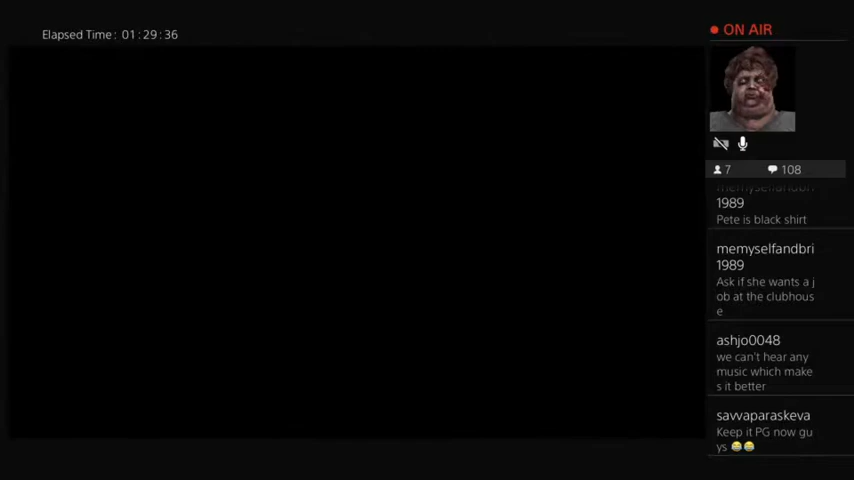 Elapsed Time: 01:29:36
ON AIR
7
108
memyselfandbri
1989
Pete is black shirt
memyselfandbri
1989
Ask if she wants a j
ob at the clubhous
e
ashjo0048
we can't hear any
music which make
s it better
savvaparaskeva
Keep it PG now gu
ys 😂😂